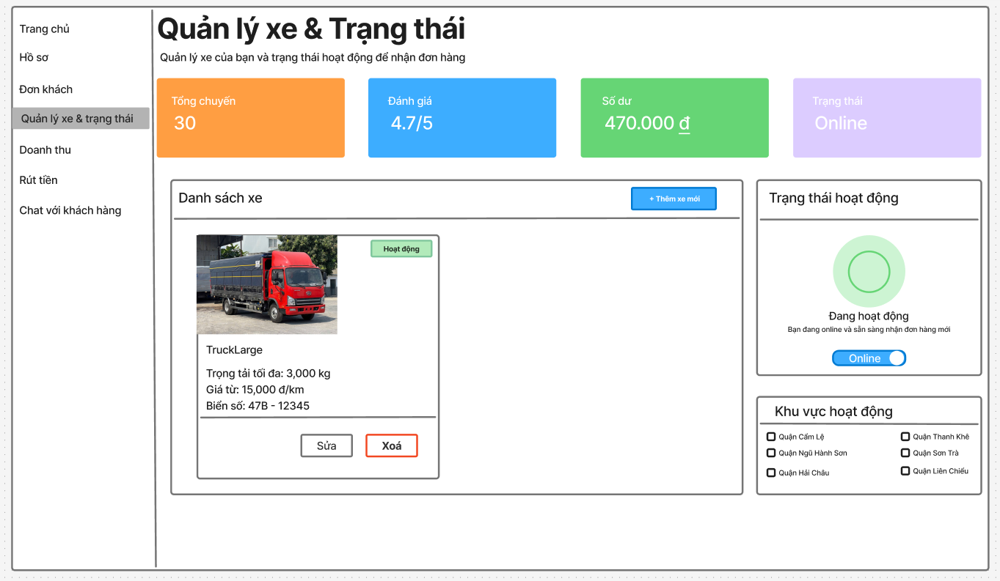 Trang chủ
Hồ sơ
Đơn khách
Quản lý xe & trạng thái
Doanh thu
Rút tiền
Chat với khách hàng
Quản lý xe & Trạng thái
Quản lý xe của bạn và trạng thái hoạt động để nhận đơn hàng
Tổng chuyến
30
Đánh giá
4.7/5
Số dư
470.000 đ
Trạng thái
Online
Danh sách xe
+ Thêm xe mới
Hoạt động
TruckLarge
Trọng tải tối đa: 3,000 kg
Giá từ: 15,000 đ/km
Biển số: 47B - 12345
Sửa
Xoá
Trạng thái hoạt động
Đang hoạt động
Bạn đang online và sẵn sàng nhận đơn hàng mới
Online
Khu vực hoạt động
Quận Cẩm Lệ
Quận Thanh Khê
Quận Ngũ Hành Sơn
Quận Sơn Trà
Quận Hải Châu
Quận Liên Chiểu